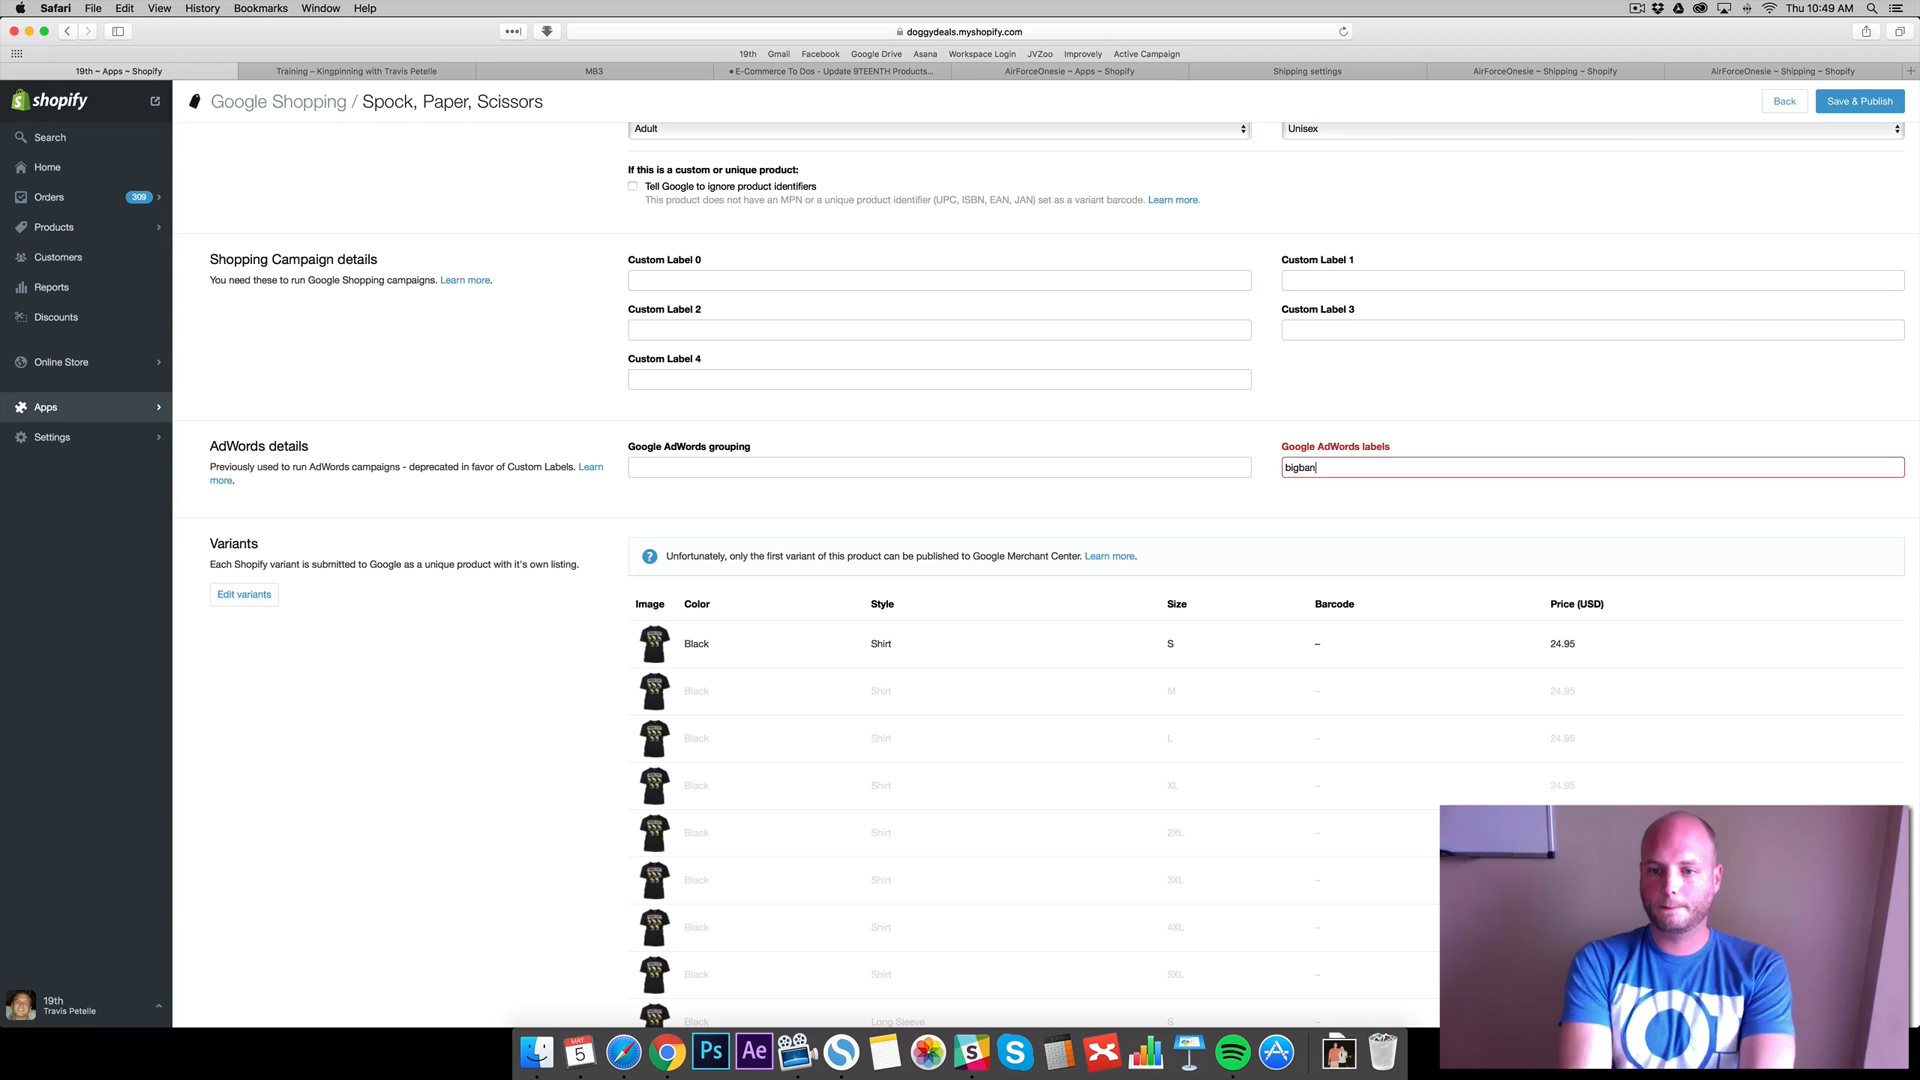 Safari File Edit View History Bookmarks Window Help Thu 10:49 AM
doggydeals.myshopify.com
19th Gmail Facebook Google Drive Asana Workspace Login JVZoo Improvely Active Campaign
19th ~ Apps ~ Shopify Training – Kingpinning with Travis Petelle MB3 • E-Commerce To Dos - Update 9TEENTH Products... AirForceOnesie ~ Apps ~ Shopify Shipping settings AirForceOnesie ~ Shipping ~ Shopify AirForceOnesie ~ Shipping ~ Shopify
shopify
Google Shopping / Spock, Paper, Scissors
Back
Save & Publish
Search
Home
Orders 309
Products
Customers
Reports
Discounts
Online Store
Apps
Settings
19th
Travis Petelle
Adult
Unisex
If this is a custom or unique product:
Tell Google to ignore product identifiers
This product does not have an MPN or a unique product identifier (UPC, ISBN, EAN, JAN) set as a variant barcode. Learn more.
Shopping Campaign details
You need these to run Google Shopping campaigns. Learn more.
Custom Label 0
Custom Label 1
Custom Label 2
Custom Label 3
Custom Label 4
AdWords details
Previously used to run AdWords campaigns - deprecated in favor of Custom Labels. Learn
more.
Google AdWords grouping
Google AdWords labels
bigban
Variants
Each Shopify variant is submitted to Google as a unique product with it's own listing.
Edit variants
Unfortunately, only the first variant of this product can be published to Google Merchant Center. Learn more.
Image Color Style Size Barcode Price (USD)
Black Shirt S – 24.95
Black Shirt M – 24.95
Black Shirt L – 24.95
Black Shirt XL – 24.95
Black Shirt 2XL –
Black Shirt 3XL –
Black Shirt 4XL –
Black Shirt 5XL –
Black Long Sleeve S –
MAY
5
Ps
Ae